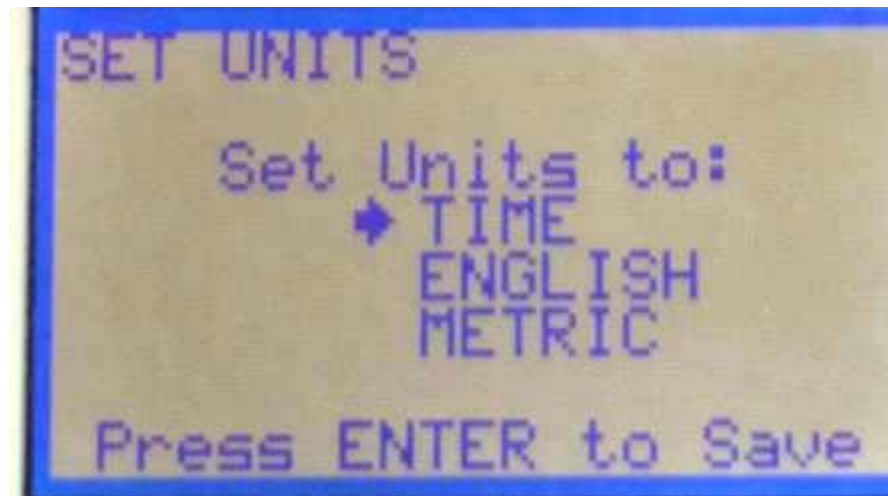 SET UNITS
Set Units to:
TIME
ENGLISH
METRIC
Press ENTER to Save